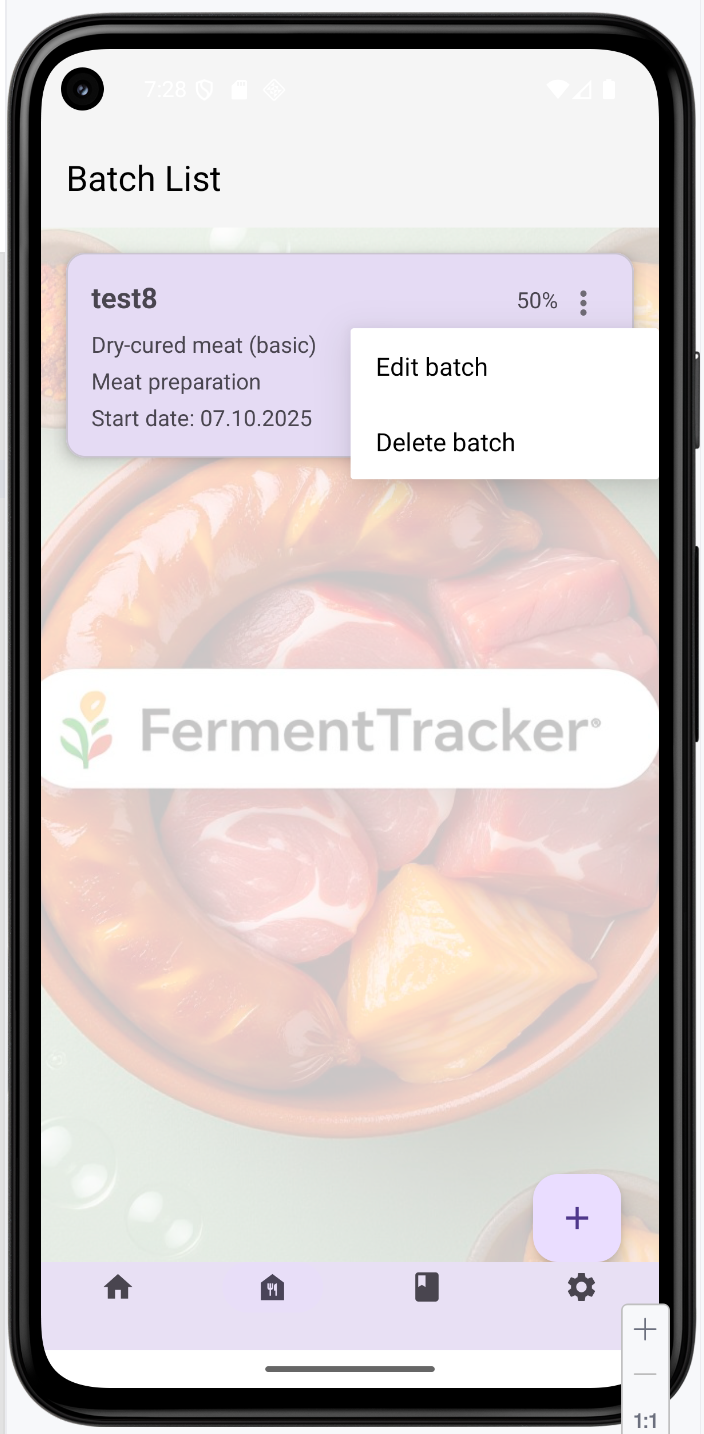 7:28
Batch List
test8
50%
Dry-cured meat (basic)
Meat preparation
Start date: 07.10.2025
Edit batch
Delete batch
FermentTracker®
+
+
—
1:1